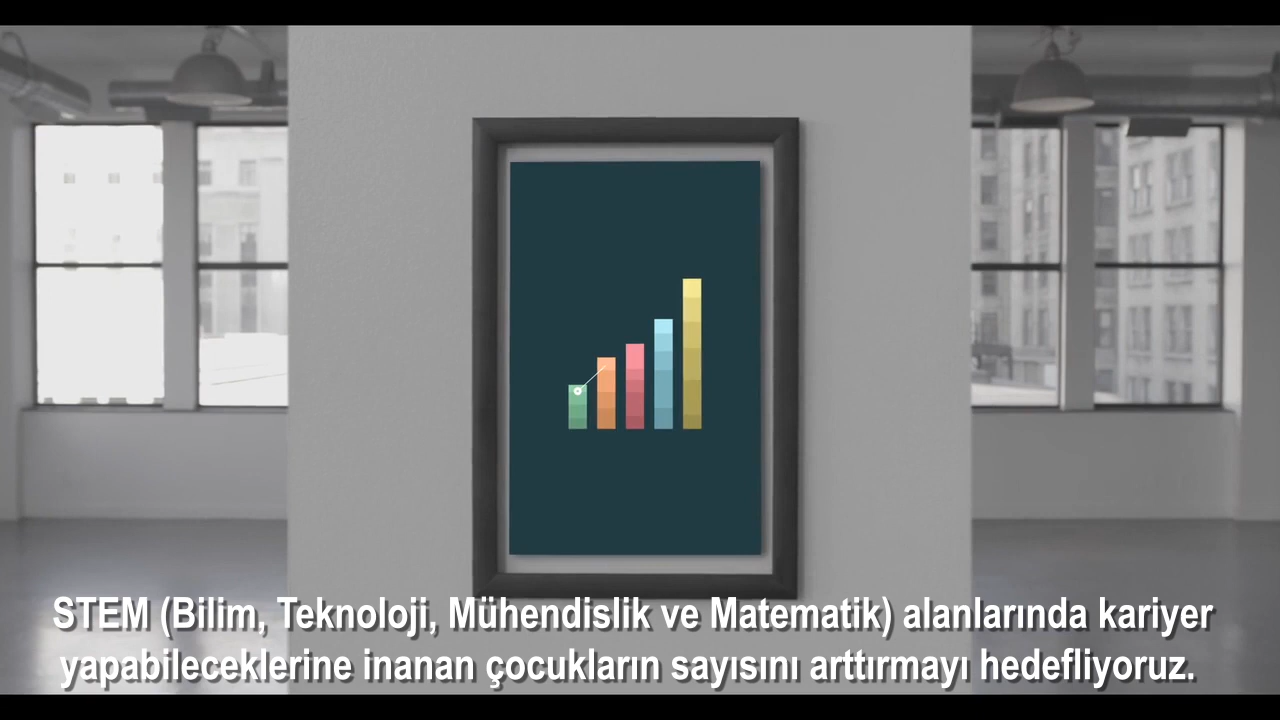 STEM (Bilim, Teknoloji, Mühendislik ve Matematik) alanlarında kariyer
yapabileceklerine inanan çocukların sayısını arttırmayı hedefliyoruz.